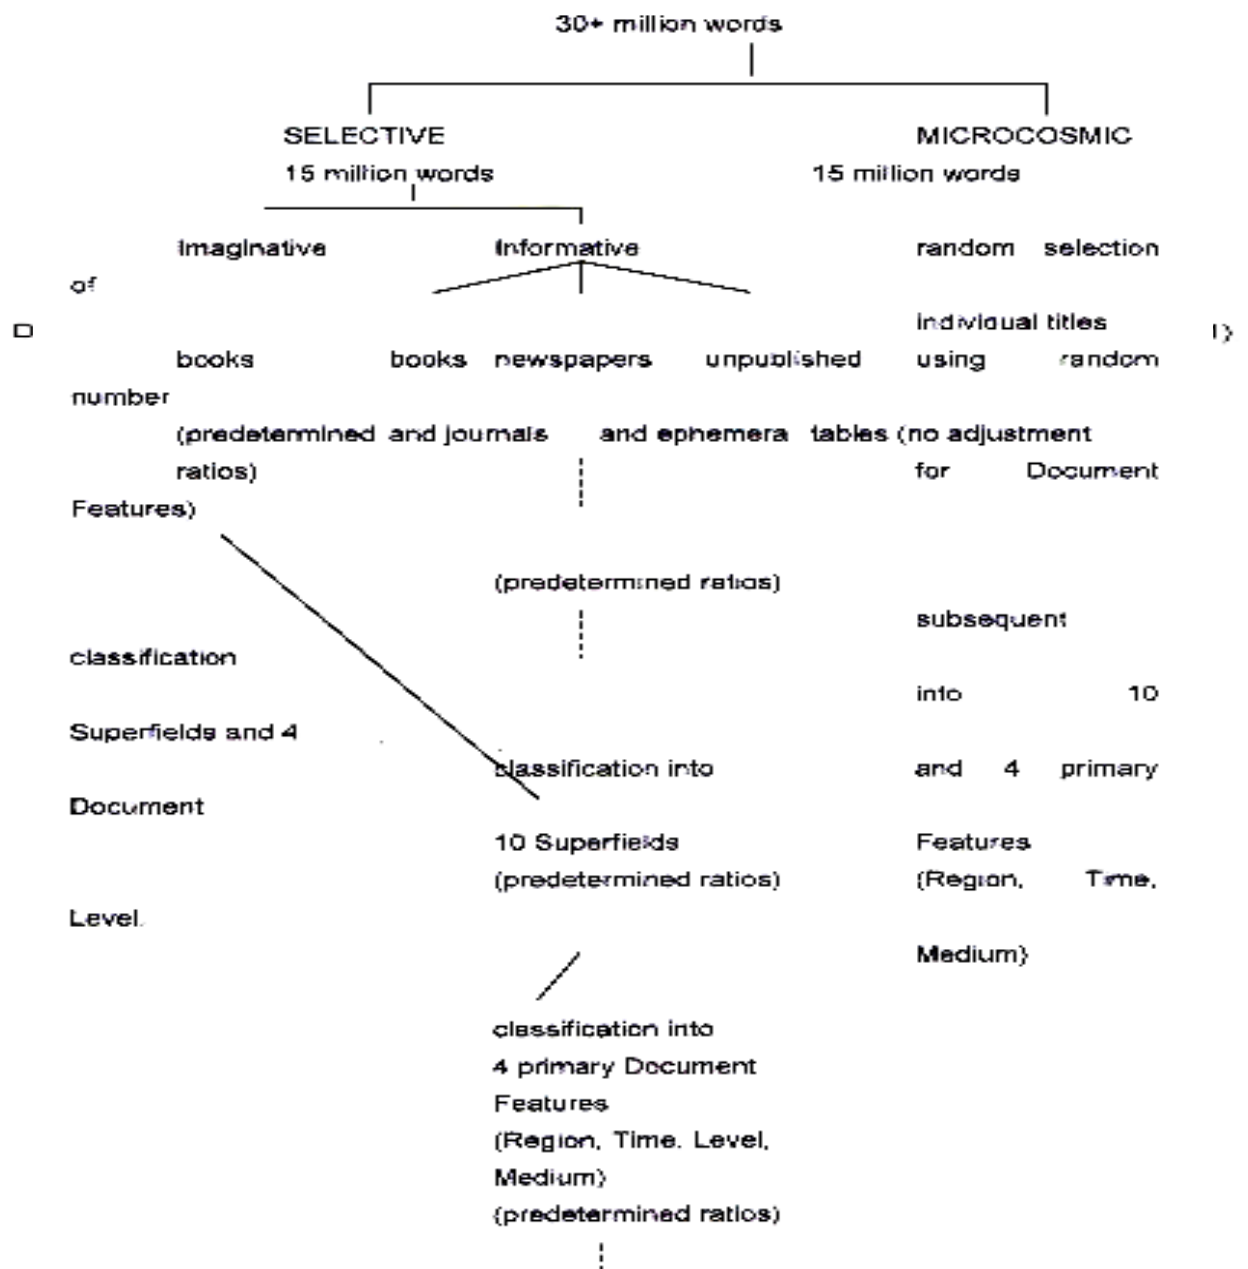 30+ million words
SELECTIVE MICROCOSMIC
15 million words 15 million words
Imaginative Informative random selection
of
individual titles
books books newspapers unpublished using random
number
(predetermined and journals and ephemera tables (no adjustment
ratios) for Document
Features)
(predetermined ratios)
subsequent
classification
into 10
Superfields and 4
classification into and 4 primary
Document
10 Superfields Features
(predetermined ratios) (Region, Time,
Level,
Medium)
classification into
4 primary Document
Features
(Region, Time, Level,
Medium)
(predetermined ratios)